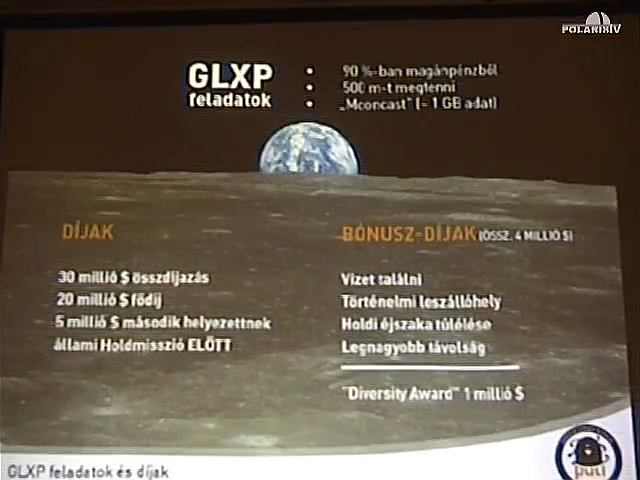 POLARIS TV
GLXP
feladatok
• 90 %-ban magánpénzből
• 500 m-t megtenni
• „Mooncast" (~ 1 GB adat)
DÍJAK
30 millió $ összdíjazás
20 millió $ fődíj
5 millió $ második helyezettnek
állami Holdmisszió ELŐTT
BÓNUSZ-DÍJAK (ÖSSZ. 4 MILLIÓ $)
Vizet találni
Történelmi leszállóhely
Holdi éjszaka túlélése
Legnagyobb távolság
"Diversity Award" 1 millió $
puli
GLXP feladatok és díjak